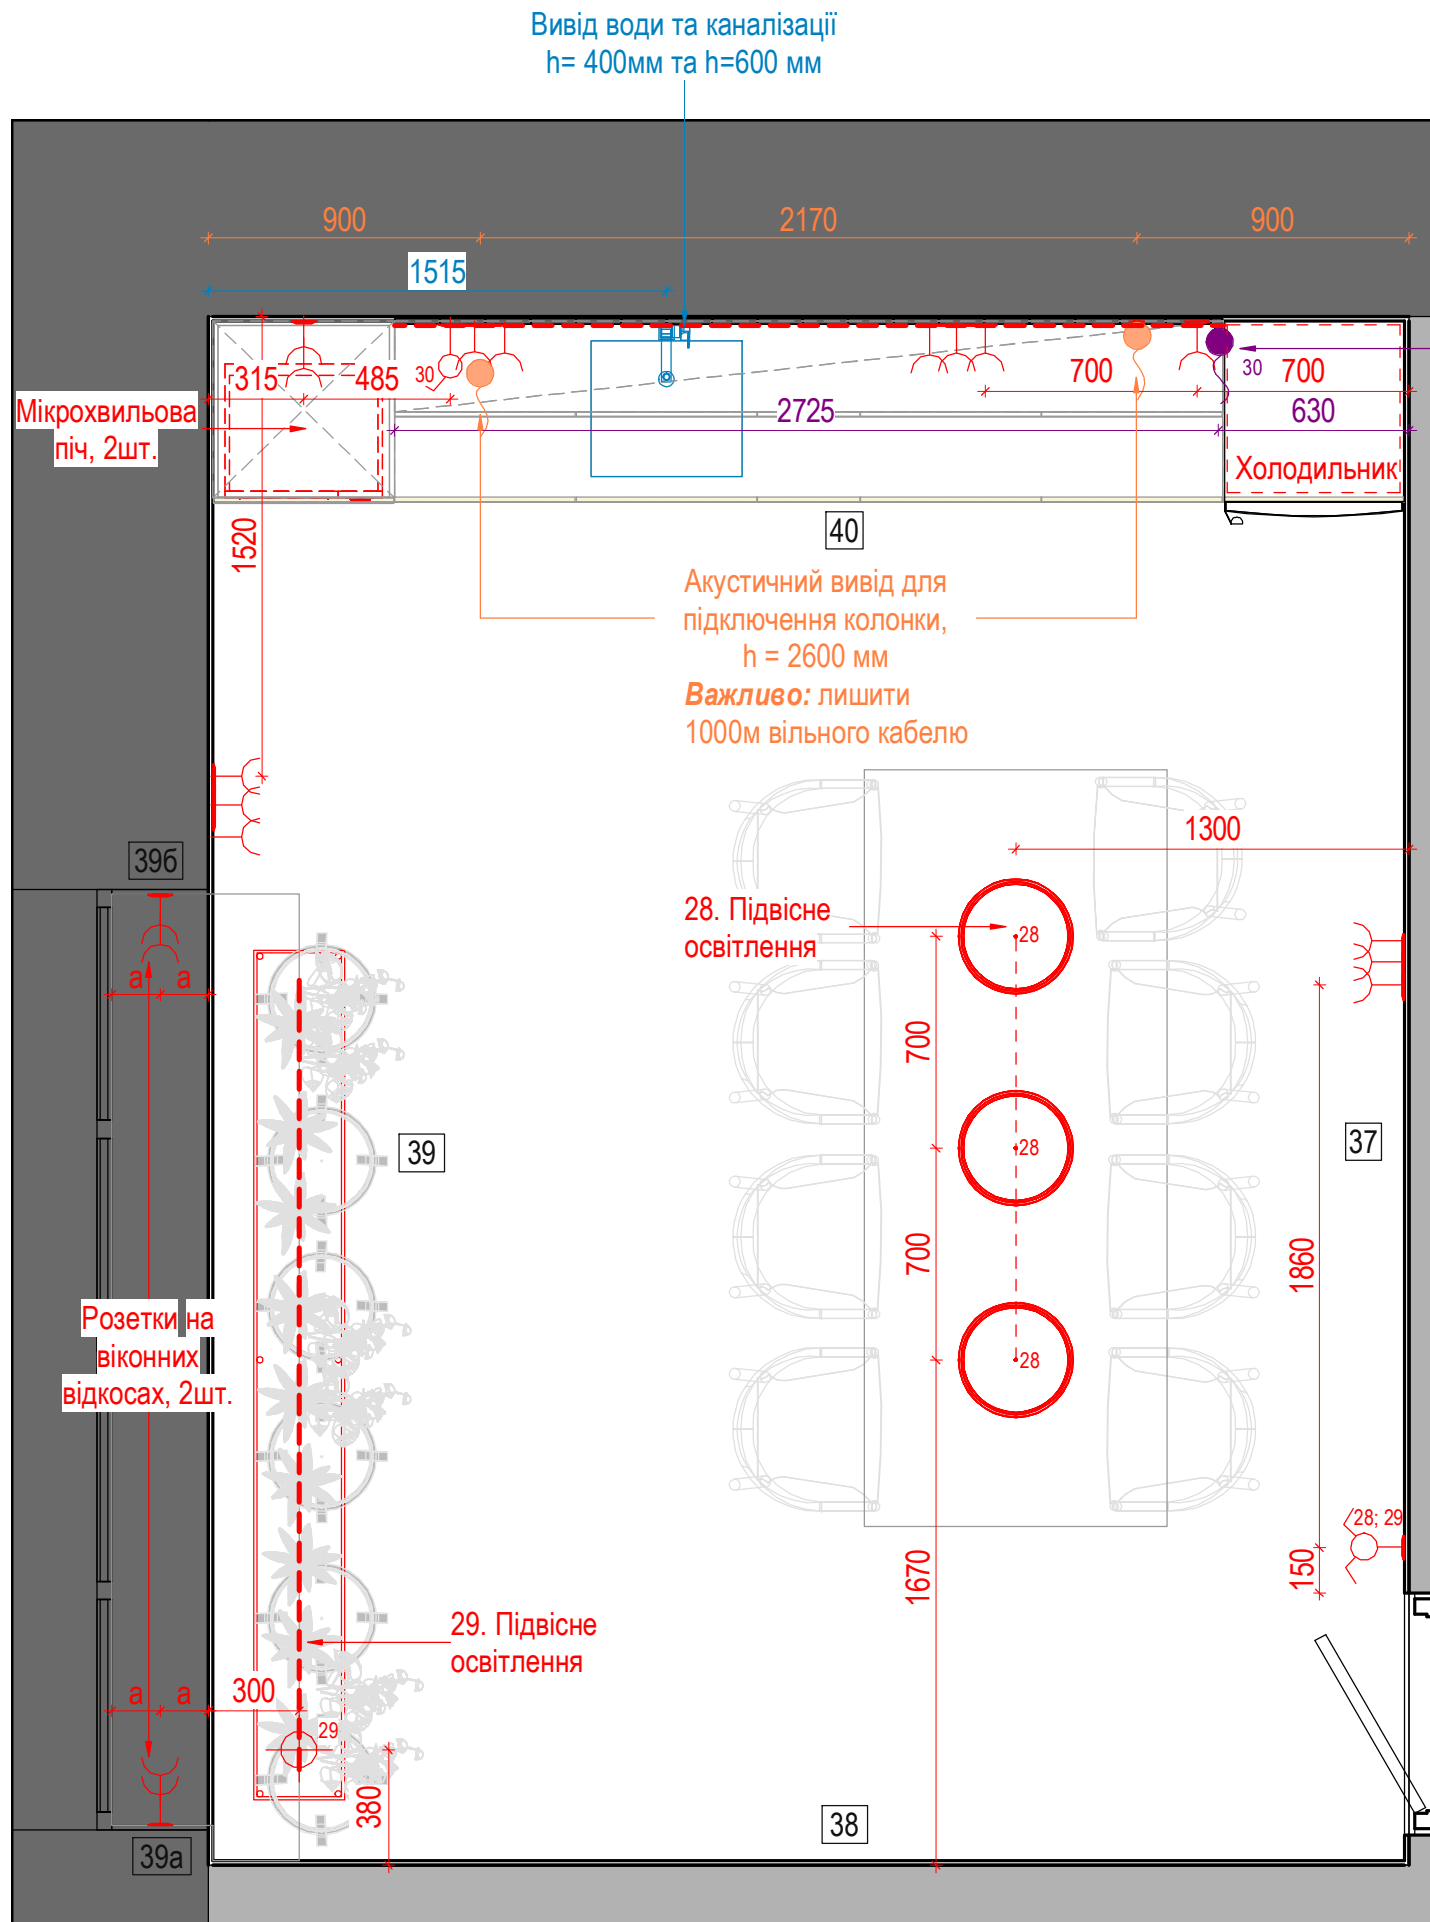 Вивід води та каналізації
h= 400мм та h=600 мм
900
2170
900
1515
315
485
30
700
30
700
Мікрохвильова
піч, 2шт.
2725
630
Холодильник
1520
40
Акустичний вивід для
підключення колонки,
h = 2600 мм
Важливо: лишити
1000м вільного кабелю
1300
39б
28. Підвісне
освітлення
28
а
а
700
28
39
37
700
1860
Розетки на
віконних
відкосах, 2шт.
28
28; 29
150
1670
29. Підвісне
освітлення
а
а
300
29
380
38
39а